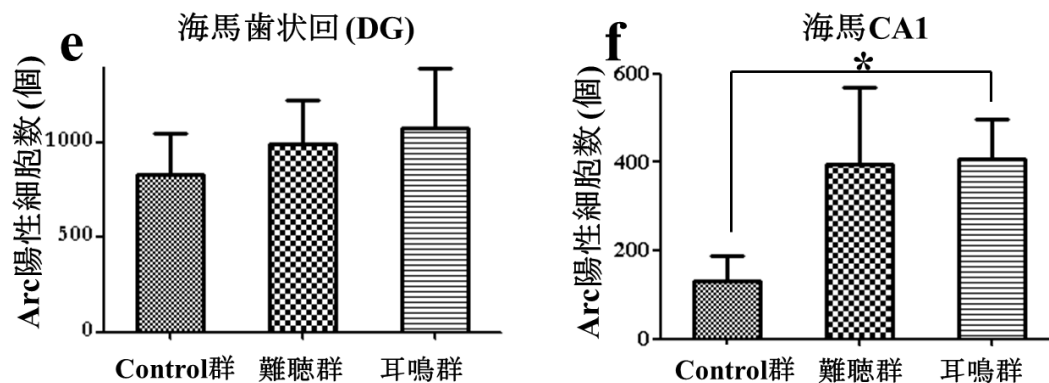 e
海馬歯状回 (DG)
Arc陽性細胞数 (個)
1000
500
0
Control群 難聴群 耳鳴群
f
海馬CA1
*
Arc陽性細胞数 (個)
600
400
200
0
Control群 難聴群 耳鳴群